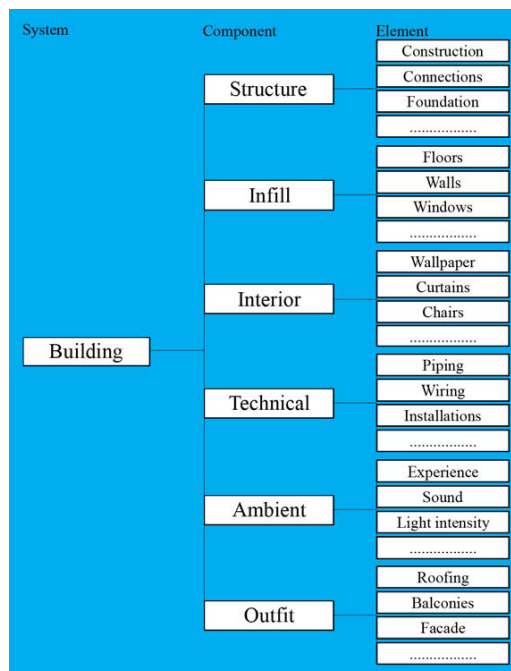 System Component Element
Construction
Structure
Connections
Foundation
.................
Floors
Infill
Walls
Windows
.................
Wallpaper
Interior
Curtains
Chairs
.................
Building
Piping
Technical
Wiring
Installations
.................
Experience
Ambient
Sound
Light intensity
.................
Roofing
Outfit
Balconies
Facade
.................